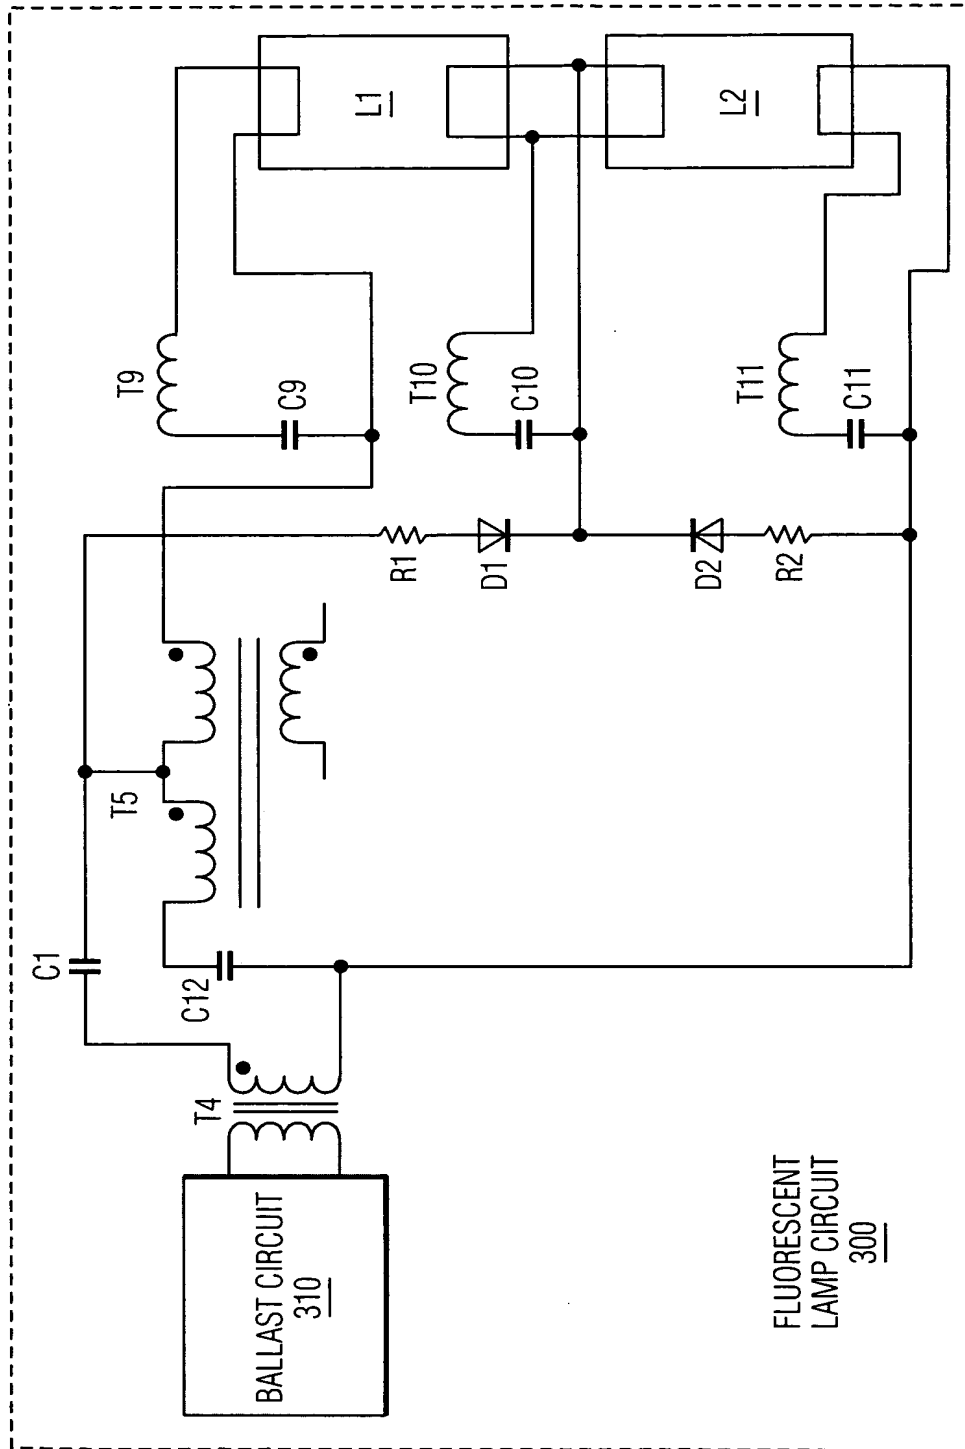 C1
T5
T9
L1
T4
C12
C9
R1
D1
T10
C10
L2
D2
R2
T11
C11
BALLAST CIRCUIT
310
FLUORESCENT
LAMP CIRCUIT
300